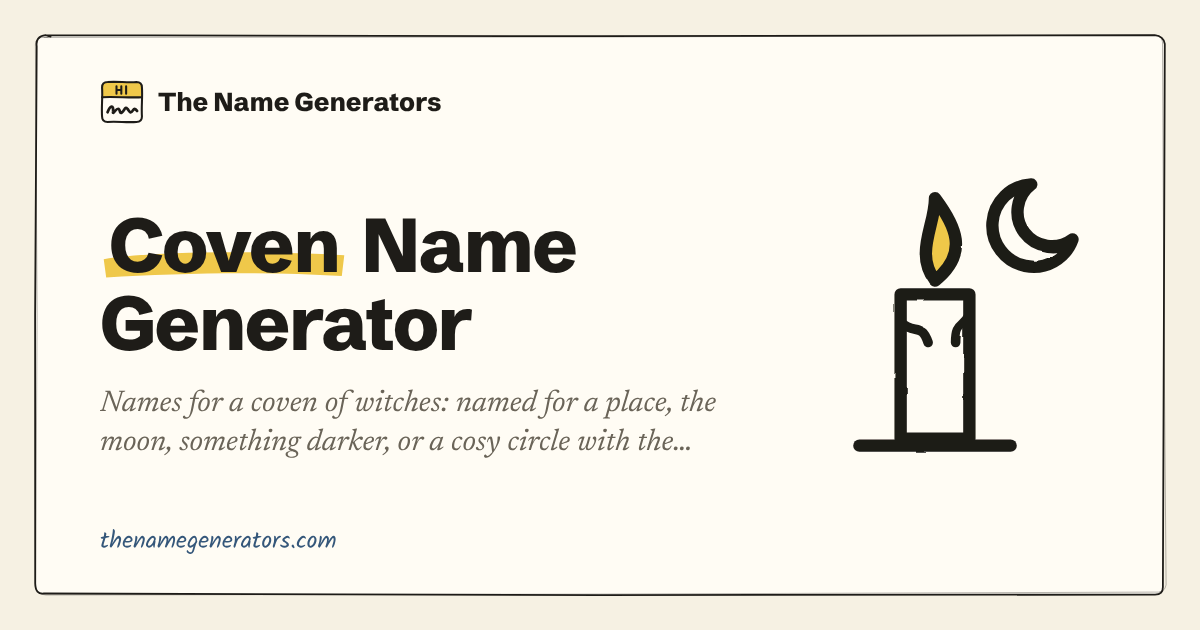 HI
The Name Generators
Coven Name
Generator
Names for a coven of witches: named for a place, the
moon, something darker, or a cosy circle with the...
thenamegenerators.com